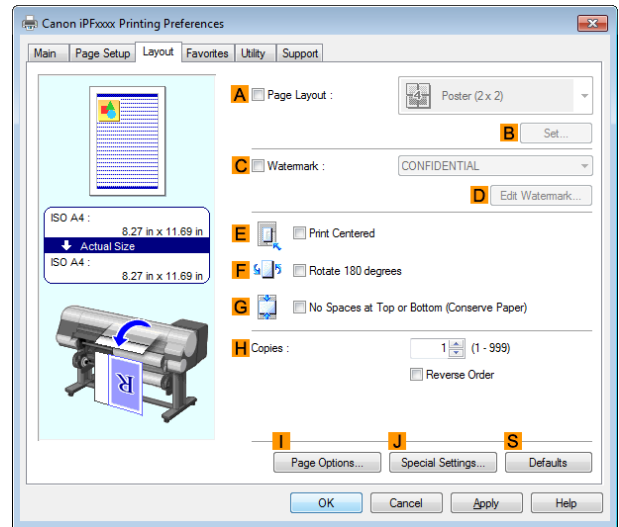 Canon iPFxxxx Printing Preferences
Main Page Setup Layout Favorites Utility Support
A Page Layout : 4 Poster (2 x 2)
B Set...
C Watermark : CONFIDENTIAL
D Edit Watermark...
ISO A4 :
8.27 in x 11.69 in
Actual Size
ISO A4 :
8.27 in x 11.69 in
E Print Centered
F Rotate 180 degrees
G No Spaces at Top or Bottom (Conserve Paper)
H Copies : 1 (1 - 999)
Reverse Order
R
I J S
Page Options... Special Settings... Defaults
OK Cancel Apply Help